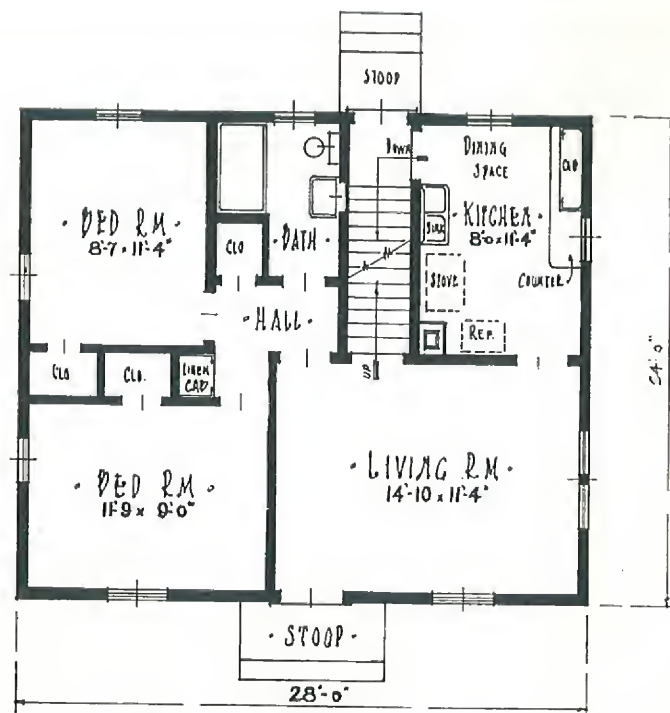 STOOP
DOWN
DINING
SPACE
CUP
· BED RM ·
8'-7 × 11'-4"
CLO
· BATH
SINK
· KITCHEN ·
8'-0 × 11'-4"
STOVE
COUNTER
· HALL ·
REF.
CLO
CLO.
LINEN
CAB
UP
24'-0"
· BED RM ·
11'-9 × 9'-0"
· LIVING RM ·
14'-10 × 11'-4"
· STOOP ·
28'-0"